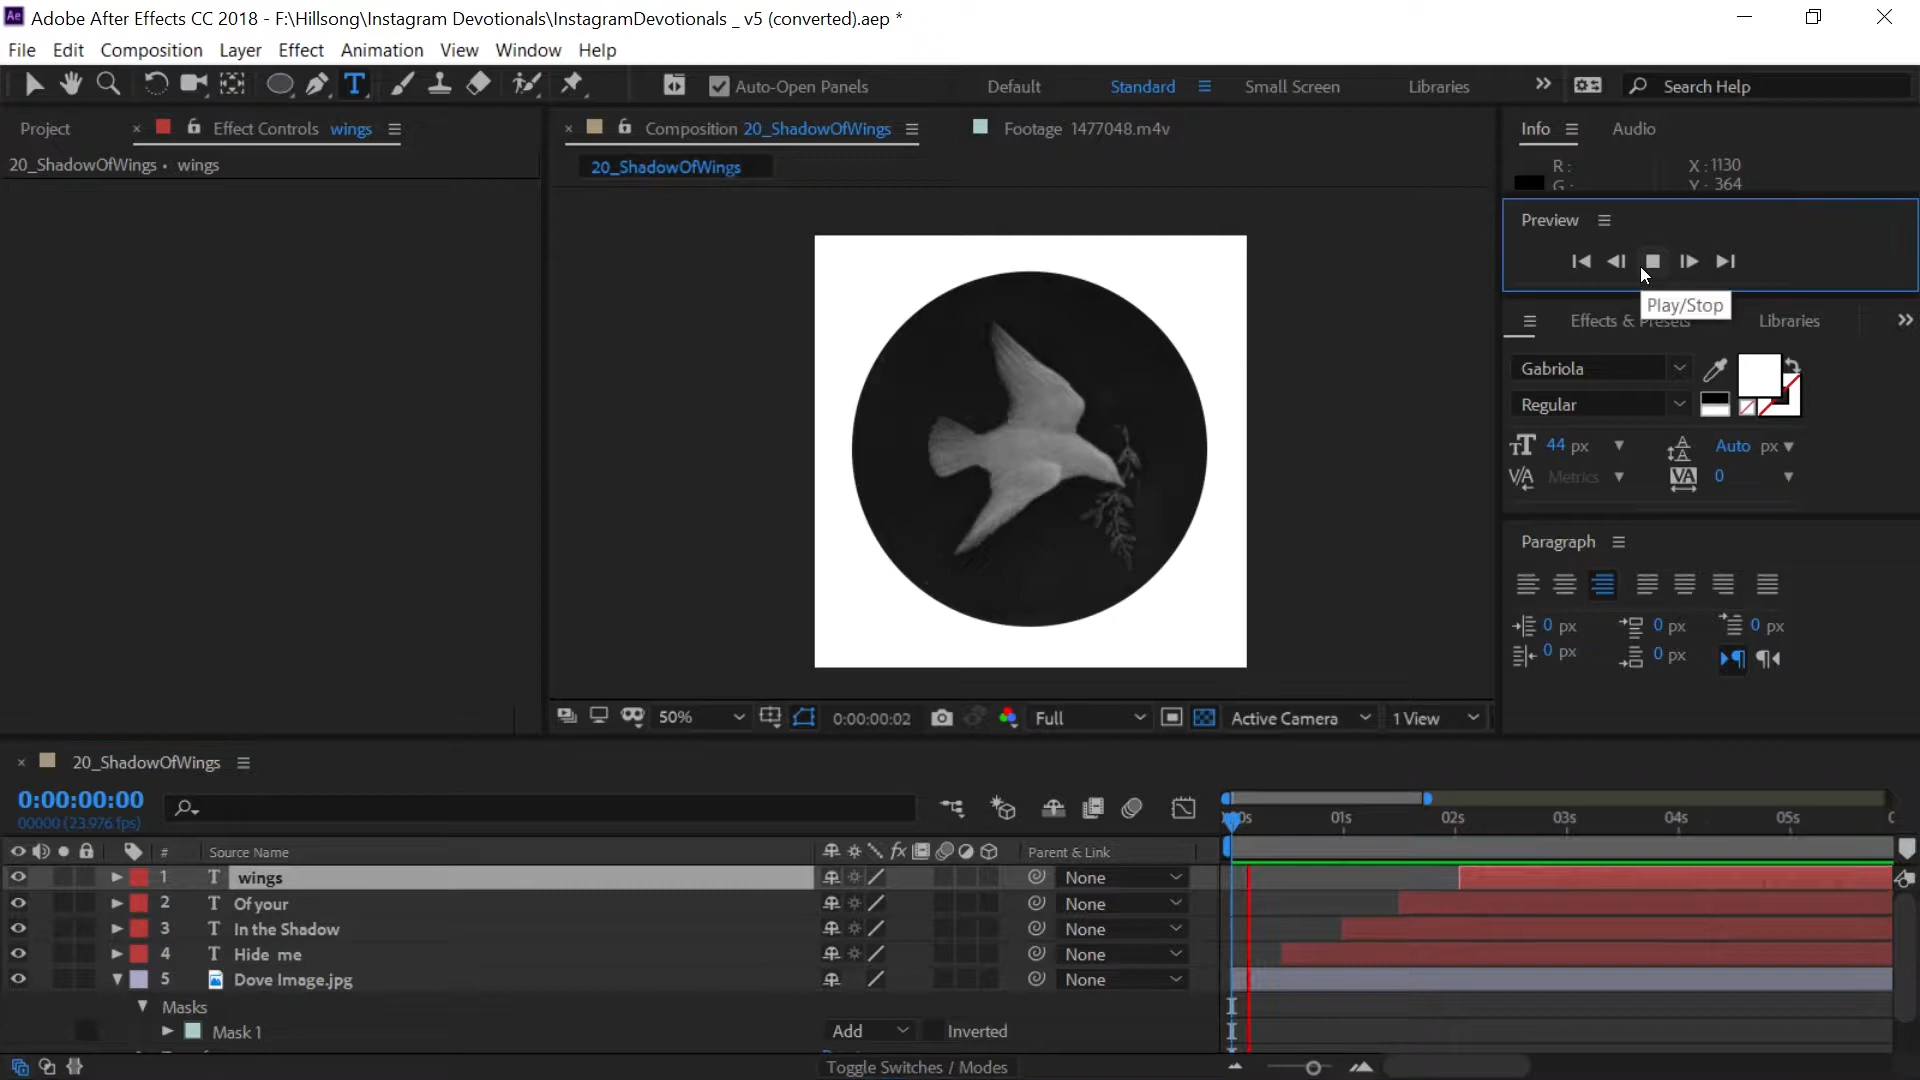 Ae Adobe After Effects CC 2018 - F:\Hillsong\Instagram Devotionals\InstagramDevotionals _ v5 (converted).aep *
File Edit Composition Layer Effect Animation View Window Help
Auto-Open Panels Default Standard Small Screen Libraries Search Help
Project Effect Controls wings Composition 20_ShadowOfWings Footage 1477048.m4v Info Audio
20_ShadowOfWings • wings
20_ShadowOfWings
R: X: 1130
G: Y: 364
Preview
Play/Stop
Effects & Presets Libraries
Gabriola
Regular
44 px Auto px
Metrics 0
Paragraph
0 px 0 px 0 px
0 px 0 px
50% 0:00:00:02 Full Active Camera 1 View
20_ShadowOfWings
0:00:00:00
00000 (23.976 fps)
01s 02s 03s 04s 05s
# Source Name fx Parent & Link
1 T wings None
2 T Of your None
3 T In the Shadow None
4 T Hide me None
5 Dove Image.jpg None
Masks
Mask 1 Add Inverted
Toggle Switches / Modes